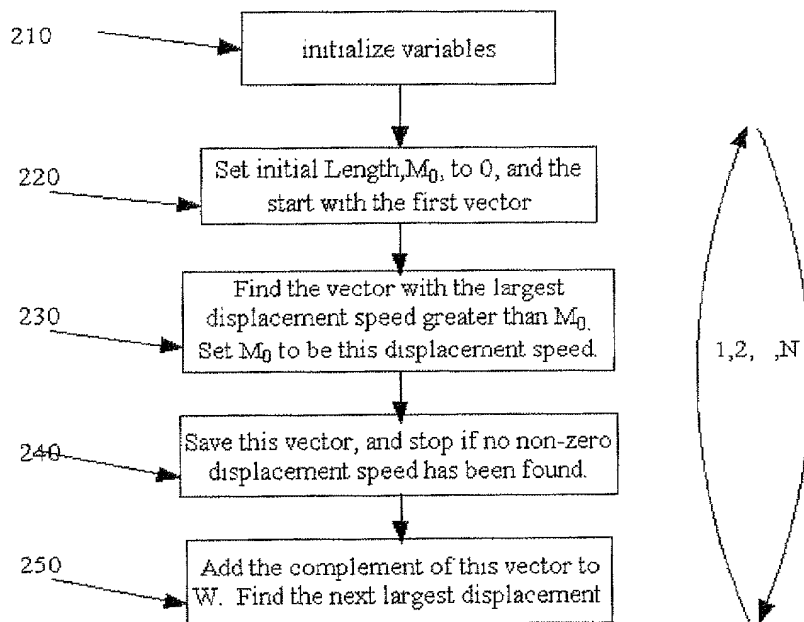 210
initialize variables
220
Set initial Length,M0, to 0, and the
start with the first vector
230
Find the vector with the largest
displacement speed greater than M0.
Set M0 to be this displacement speed.
1,2, ,N
240
Save this vector, and stop if no non-zero
displacement speed has been found.
250
Add the complement of this vector to
W. Find the next largest displacement